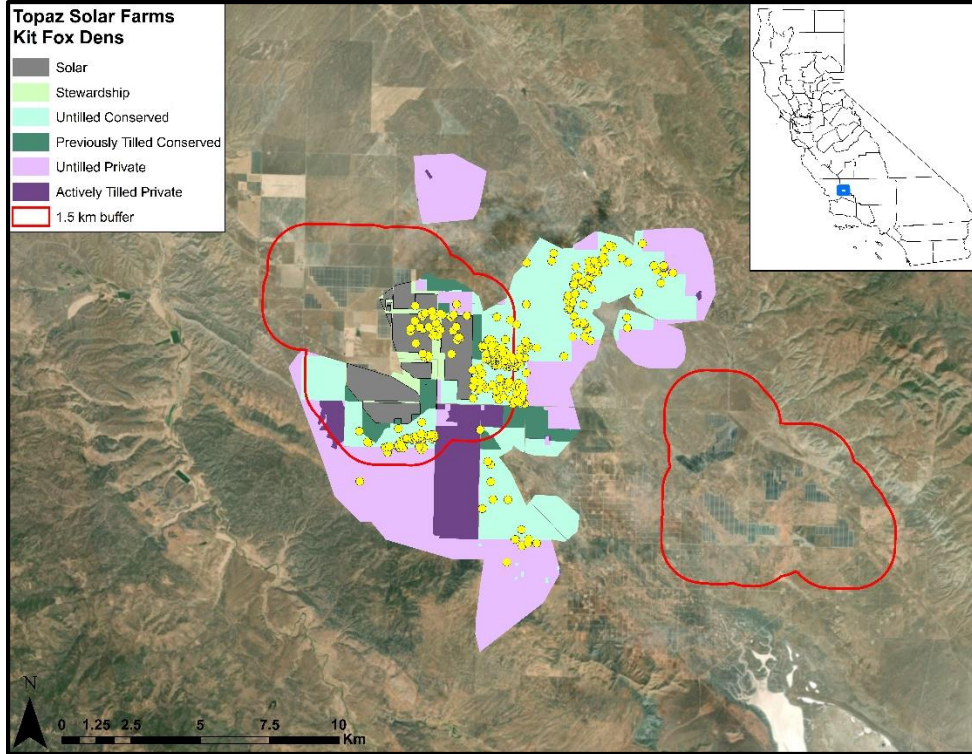 Topaz Solar Farms
Kit Fox Dens
Solar
Stewardship
Untilled Conserved
Previously Tilled Conserved
Untilled Private
Actively Tilled Private
1.5 km buffer
N
0 1.25 2.5 5 7.5 10
Km